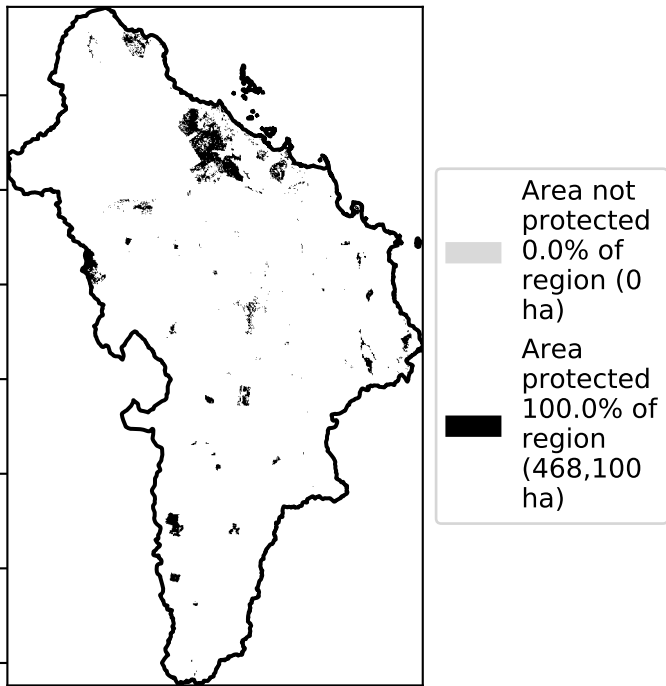 Area not
protected
0.0% of
region (0
ha)
Area
protected
100.0% of
region
(468,100
ha)